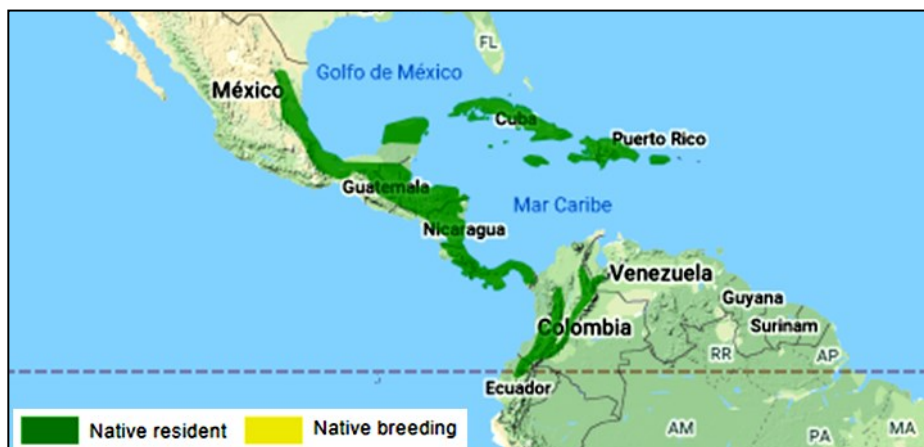 FL
Golfo de México
México
Cuba
Puerto Rico
Guatemala
Mar Caribe
Nicaragua
Venezuela
Guyana
Colombia
Surinam
RR
AP
Ecuador
AM
PA
MA
Native resident
Native breeding